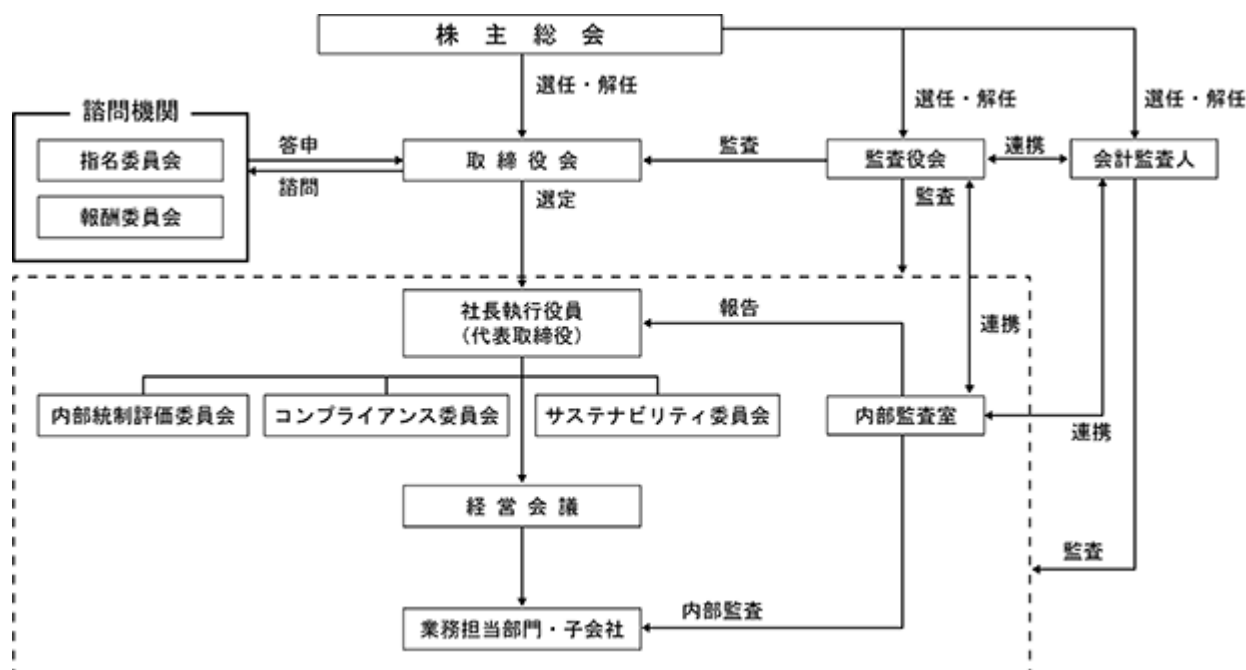 株主総会
選任・解任
選任・解任
選任・解任
諮問機関
指名委員会
報酬委員会
答申
諮問
取締役会
監査
監査役会
連携
会計監査人
選定
監査
社長執行役員
（代表取締役）
報告
連携
内部統制評価委員会
コンプライアンス委員会
サステナビリティ委員会
内部監査室
連携
経営会議
監査
内部監査
業務担当部門・子会社